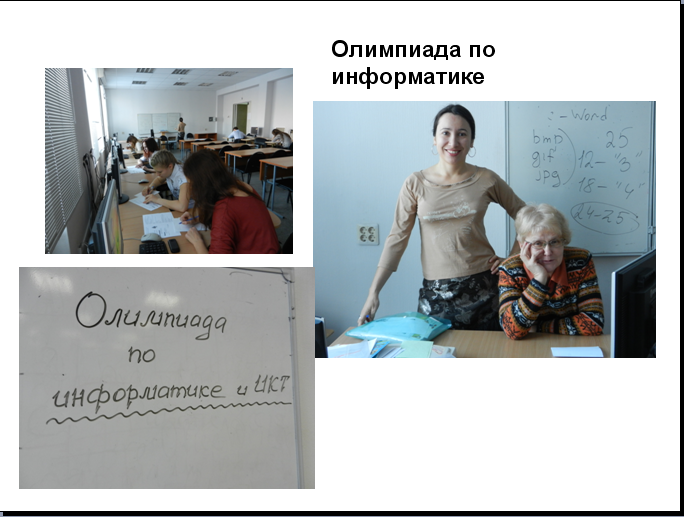 Олимпиада по
информатике
: - Word
bmp
gif
jpg
25
12 - "3"
18 - "4"
24-25
Олимпиада
по
информатике и ИКТ